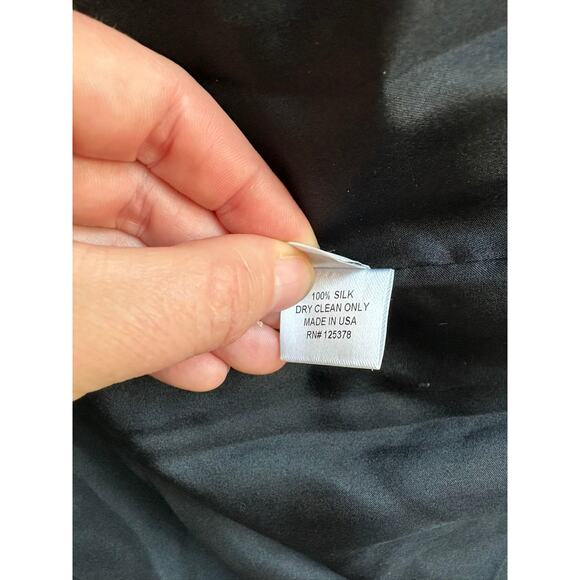 100% SILK
DRY CLEAN ONLY
MADE IN USA
RN# 125378